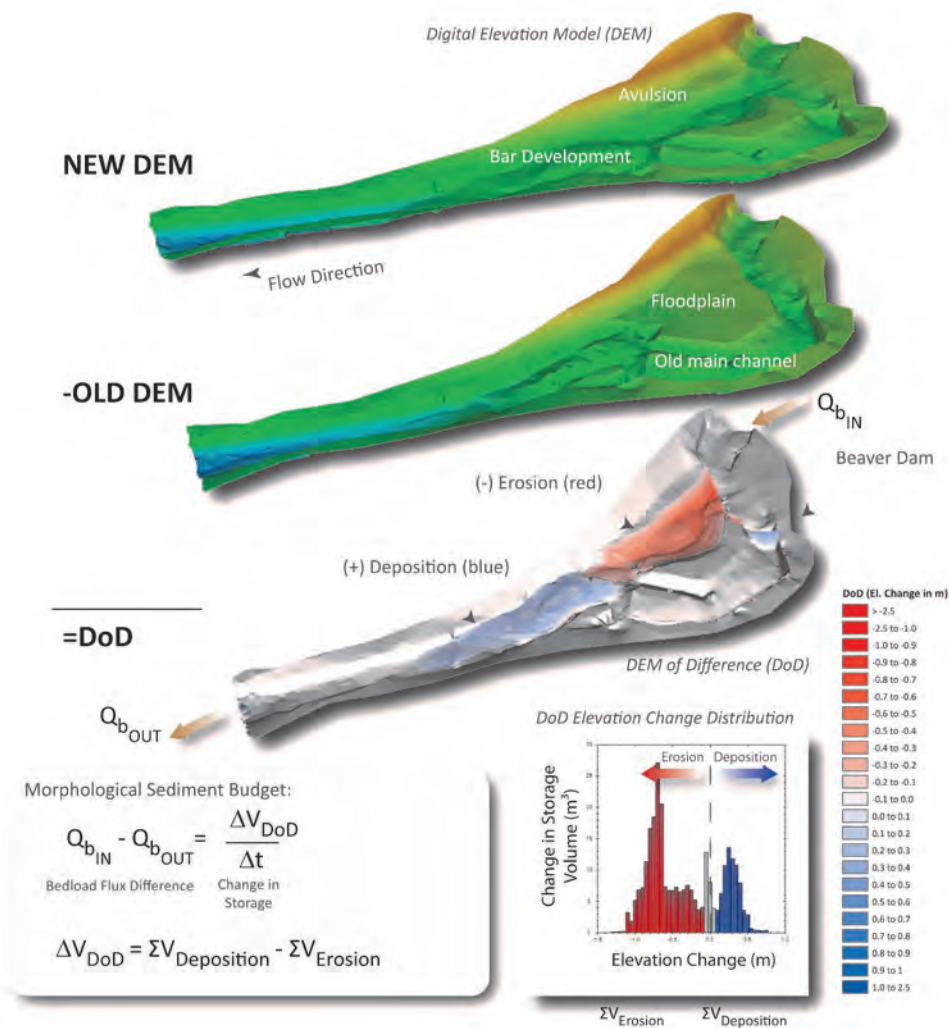 Digital Elevation Model (DEM)
Avulsion
NEW DEM
Bar Development
Flow Direction
Floodplain
-OLD DEM
Old main channel
Q_b_IN
Beaver Dam
(-) Erosion (red)
(+) Deposition (blue)
=DoD
DEM of Difference (DoD)
Q_b_OUT
DoD (El. Change in m)
> -2.5
-2.5 to -1.0
-1.0 to -0.9
-0.9 to -0.8
-0.8 to -0.7
-0.7 to -0.6
-0.6 to -0.5
-0.5 to -0.4
-0.4 to -0.3
-0.3 to -0.2
-0.2 to -0.1
-0.1 to 0.0
0.0 to 0.1
0.1 to 0.2
0.2 to 0.3
0.3 to 0.4
0.4 to 0.5
0.5 to 0.6
0.6 to 0.7
0.7 to 0.8
0.8 to 0.9
0.9 to 1
1.0 to 2.5
DoD Elevation Change Distribution
Erosion
Deposition
Change in Storage
Volume (m³)
Elevation Change (m)
ΣV_Erosion
ΣV_Deposition
Morphological Sediment Budget:
Q_b_IN - Q_b_OUT = ΔV_DoD
Δt
Bedload Flux Difference
Change in
Storage
ΔV_DoD = ΣV_Deposition - ΣV_Erosion